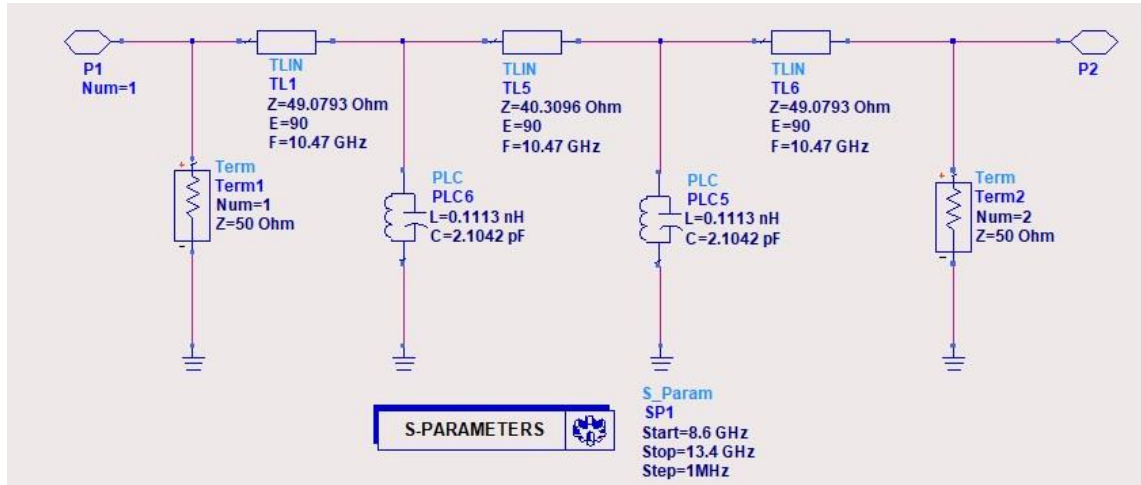 P1
Num=1
TLIN
TL1
Z=49.0793 Ohm
E=90
F=10.47 GHz
TLIN
TL5
Z=40.3096 Ohm
E=90
F=10.47 GHz
TLIN
TL6
Z=49.0793 Ohm
E=90
F=10.47 GHz
P2
Term
Term1
Num=1
Z=50 Ohm
PLC
PLC6
L=0.1113 nH
C=2.1042 pF
PLC
PLC5
L=0.1113 nH
C=2.1042 pF
Term
Term2
Num=2
Z=50 Ohm
S-PARAMETERS
S_Param
SP1
Start=8.6 GHz
Stop=13.4 GHz
Step=1MHz